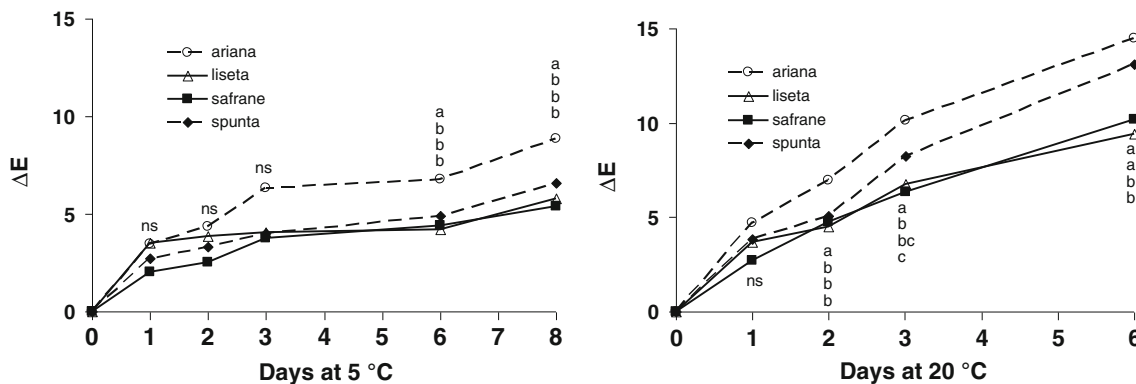 15
10
5
0
ΔE
ariana
liseta
safrane
spunta
ns
ns
ns
a
b
b
b
a
b
b
b
0 1 2 3 4 5 6 7 8
Days at 5 °C
15
10
5
0
ΔE
ariana
liseta
safrane
spunta
ns
a
b
b
b
a
b
bc
c
a
a
b
b
0 1 2 3 4 5 6
Days at 20 °C